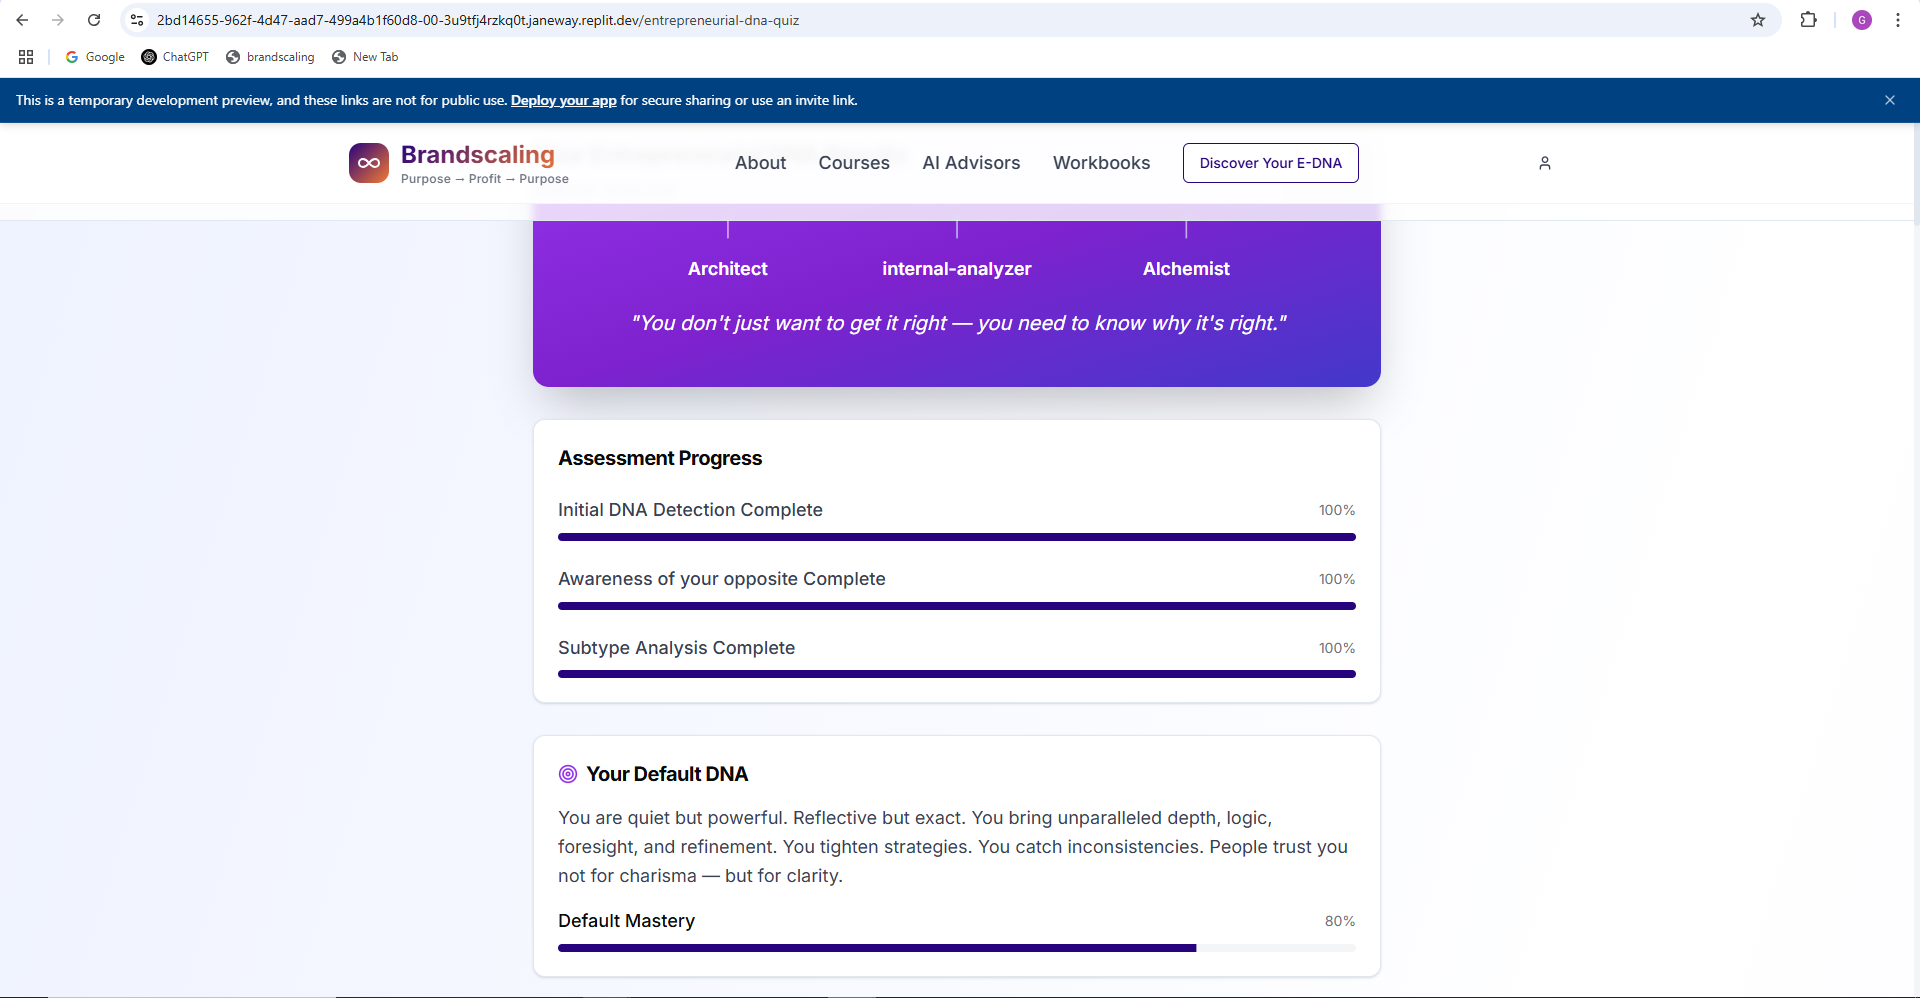 2bd14655-962f-4d47-aad7-499a4b1f60d8-00-3u9tfj4rzkq0t.janeway.replit.dev/entrepreneurial-dna-quiz
G
Google
ChatGPT
brandscaling
New Tab
This is a temporary development preview, and these links are not for public use. Deploy your app for secure sharing or use an invite link.
Brandscaling
Purpose → Profit → Purpose
About
Courses
AI Advisors
Workbooks
Discover Your E-DNA
Architect
internal-analyzer
Alchemist
"You don't just want to get it right — you need to know why it's right."
Assessment Progress
Initial DNA Detection Complete
100%
Awareness of your opposite Complete
100%
Subtype Analysis Complete
100%
Your Default DNA
You are quiet but powerful. Reflective but exact. You bring unparalleled depth, logic,
foresight, and refinement. You tighten strategies. You catch inconsistencies. People trust you
not for charisma — but for clarity.
Default Mastery
80%